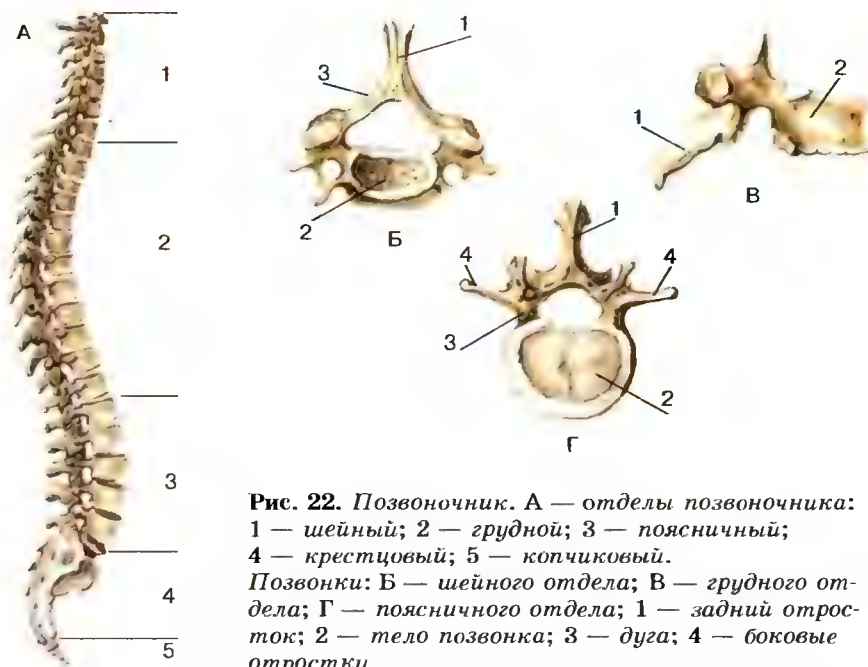 А
1
2
3
4
5
1
3
2
Б
1
2
В
1
4
4
3
2
Г
Рис. 22. Позвоночник. А — отделы позвоночника:
1 — шейный; 2 — грудной; 3 — поясничный;
4 — крестцовый; 5 — копчиковый.
Позвонки: Б — шейного отдела; В — грудного от-
дела; Г — поясничного отдела; 1 — задний отрос-
ток; 2 — тело позвонка; 3 — дуга; 4 — боковые
отростки